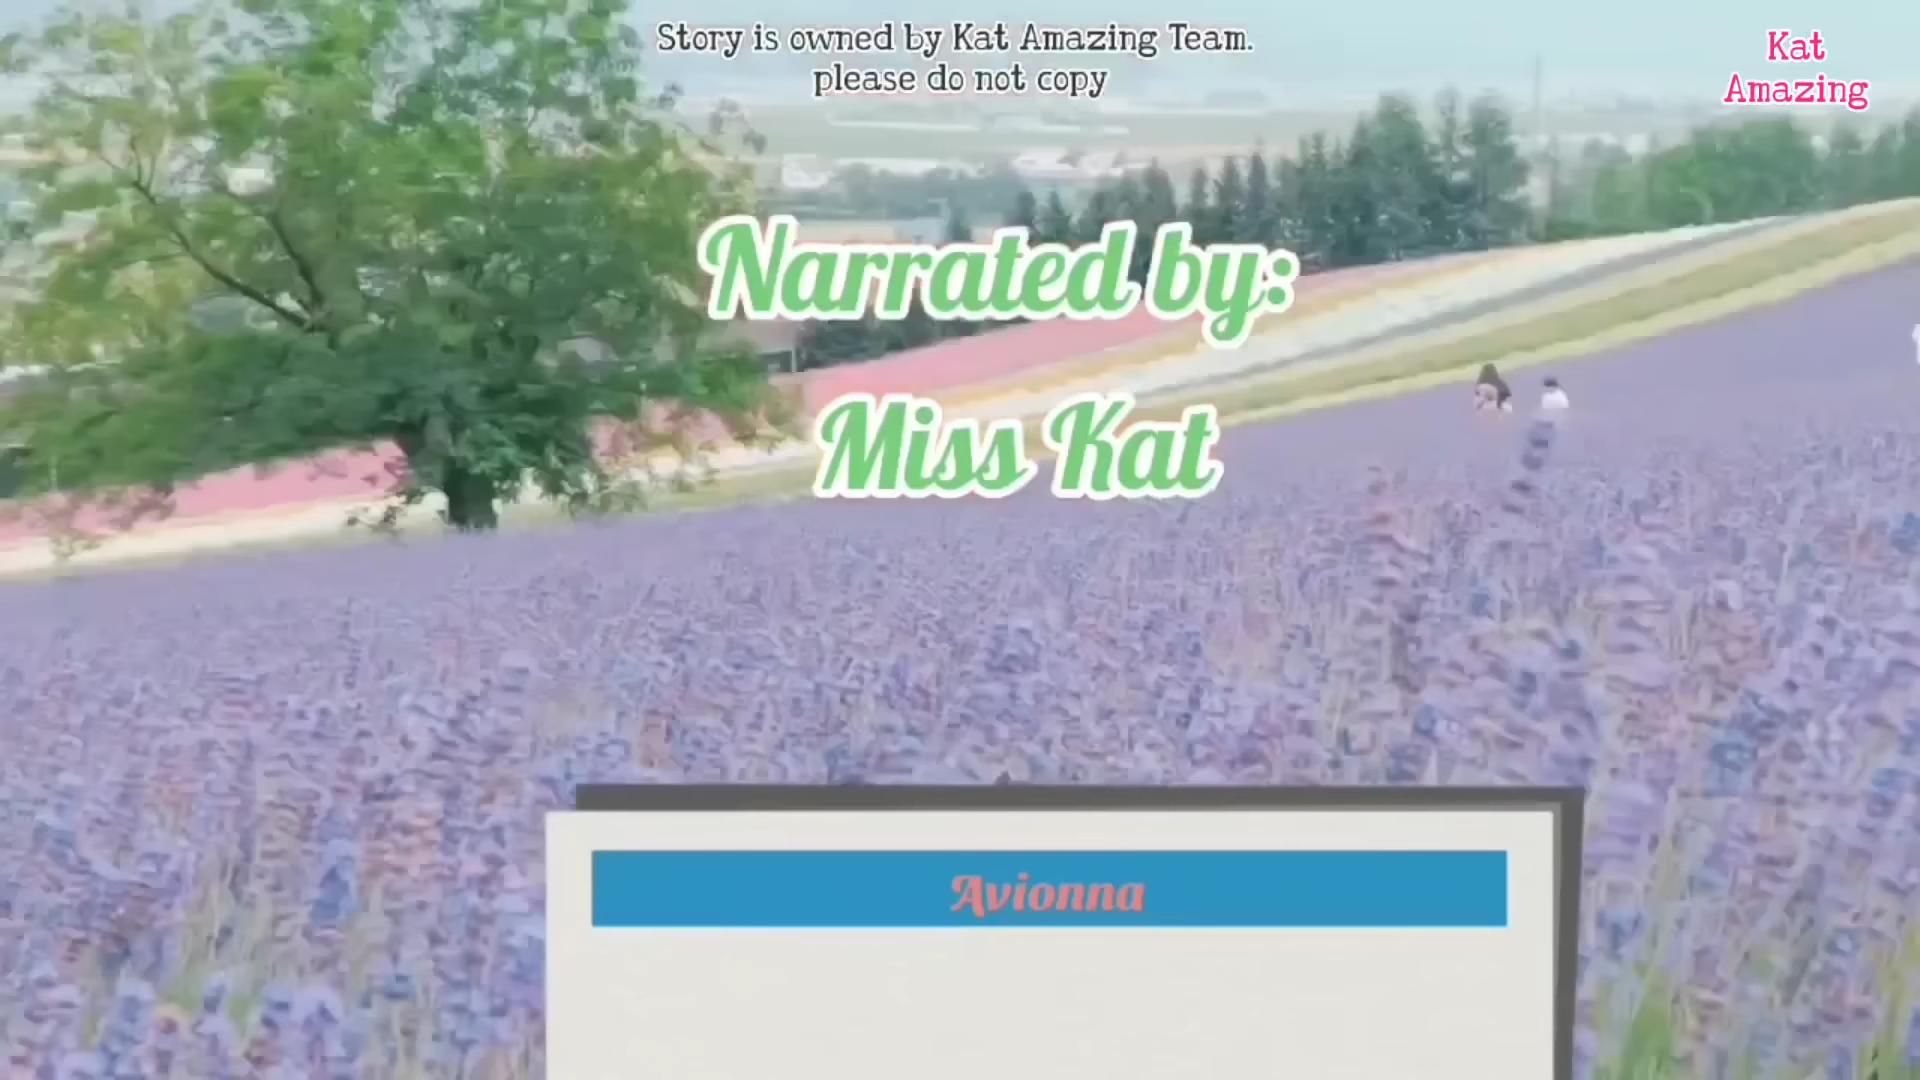 Story is owned by Kat Amazing Team.
please do not copy
Kat
Amazing
Narrated by:
Miss Kat
Avionna